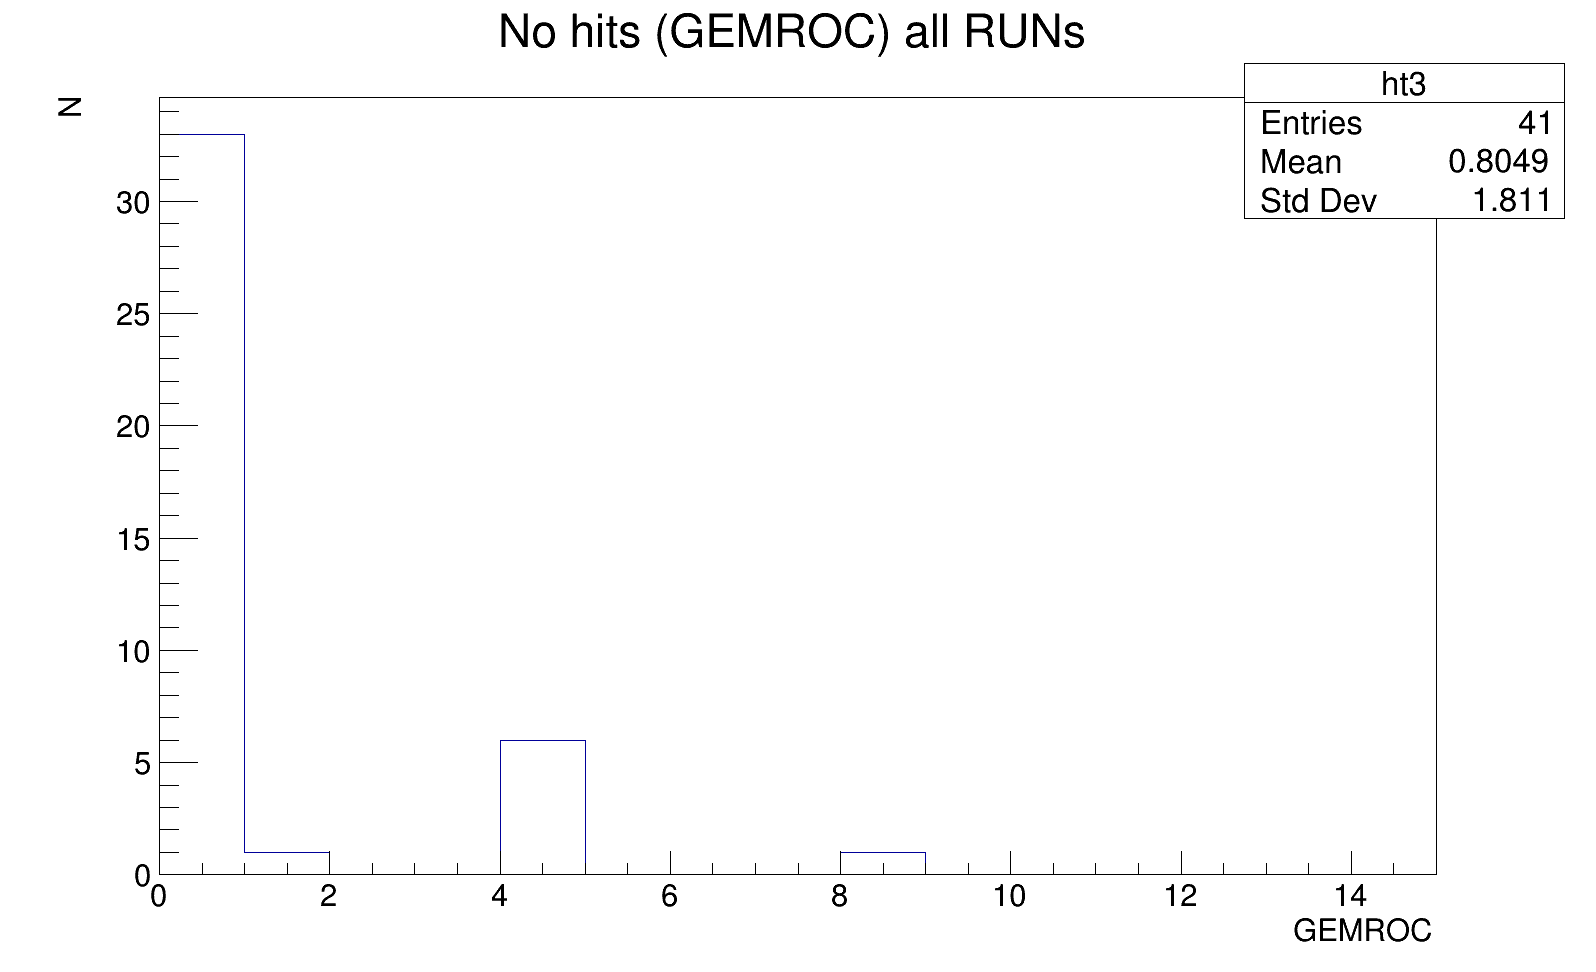 No hits (GEMROC) all RUNs
N
ht3
Entries 41
Mean 0.8049
Std Dev 1.811
30
25
20
15
10
5
0
0 2 4 6 8 10 12 14
GEMROC